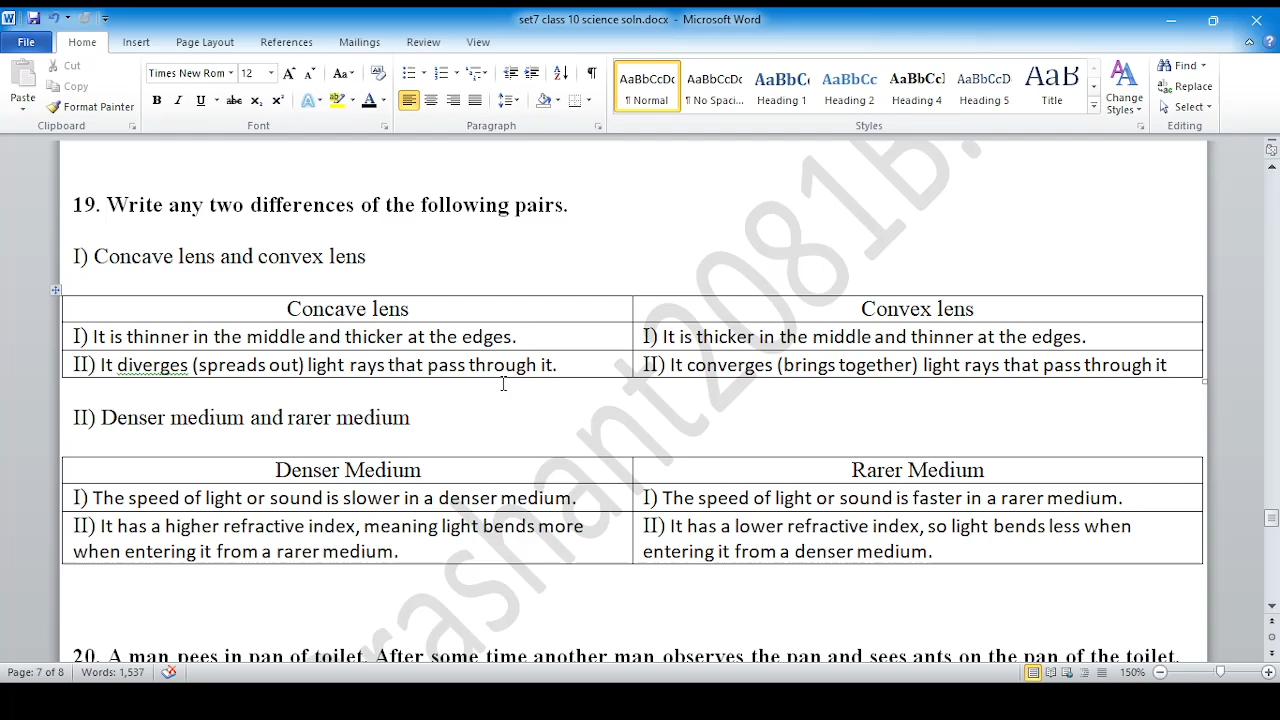 set7 class 10 science soln.docx - Microsoft Word
File Home Insert Page Layout References Mailings Review View
Cut
Copy
Format Painter
Paste
Clipboard
Times New Rom 12
Font
Paragraph
AaBbCcDc AaBbCcDc AaBbC AaBbCc AaBbCc] AaBbCcD AaB
¶ Normal ¶ No Spaci... Heading 1 Heading 2 Heading 4 Heading 5 Title
Change Styles
Styles
Find
Replace
Select
Editing
19. Write any two differences of the following pairs.
I) Concave lens and convex lens
Concave lens Convex lens
I) It is thinner in the middle and thicker at the edges. I) It is thicker in the middle and thinner at the edges.
II) It diverges (spreads out) light rays that pass through it. II) It converges (brings together) light rays that pass through it
II) Denser medium and rarer medium
Denser Medium Rarer Medium
I) The speed of light or sound is slower in a denser medium. I) The speed of light or sound is faster in a rarer medium.
II) It has a higher refractive index, meaning light bends more II) It has a lower refractive index, so light bends less when
when entering it from a rarer medium. entering it from a denser medium.
rashant2081B.
20. A man pees in pan of toilet. After some time another man observes the pan and sees ants on the pan of the toilet.
Page: 7 of 8 Words: 1,537 150%